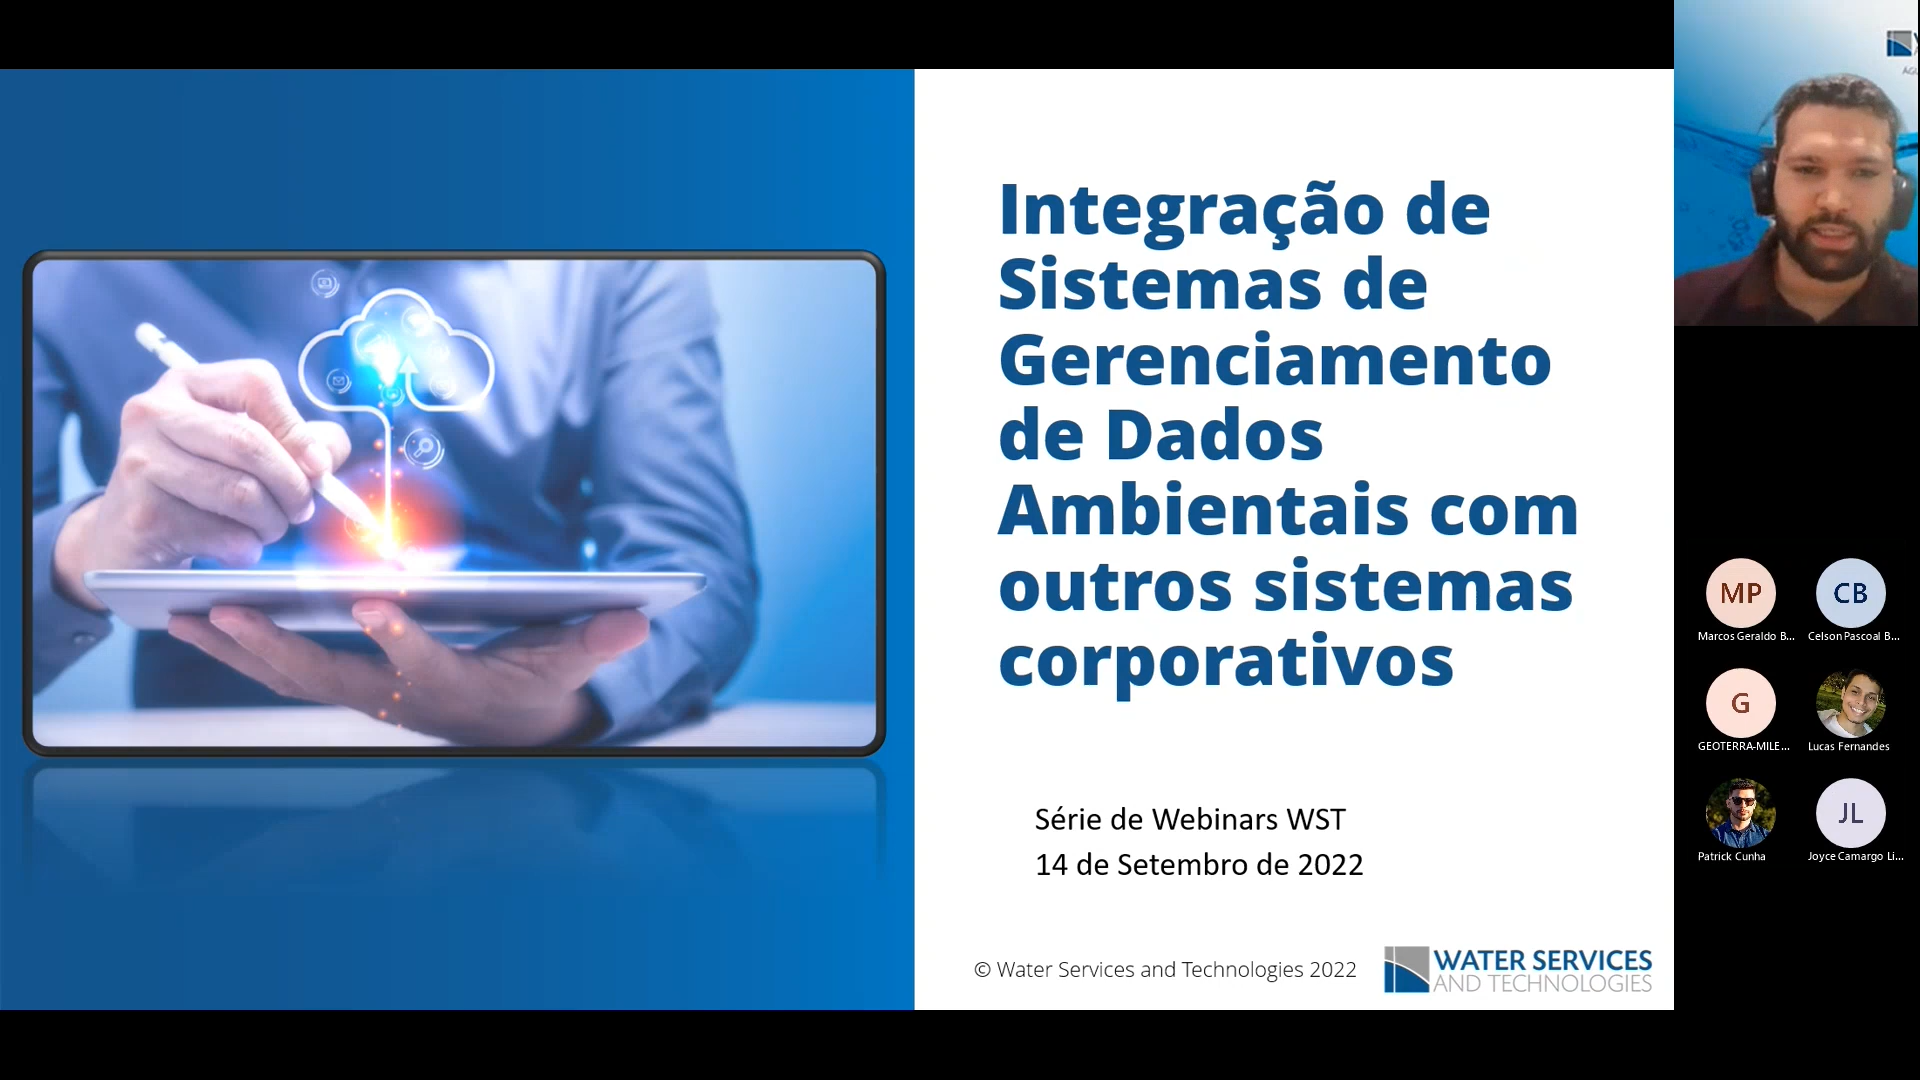 Integração de
Sistemas de
Gerenciamento
de Dados
Ambientais com
outros sistemas
corporativos
Série de Webinars WST
14 de Setembro de 2022
© Water Services and Technologies 2022
WATER SERVICES
AND TECHNOLOGIES
MP
CB
Marcos Geraldo B...
Celson Pascoal B...
G
GEOTERRA-MILE...
Lucas Fernandes
Patrick Cunha
JL
Joyce Camargo Li...